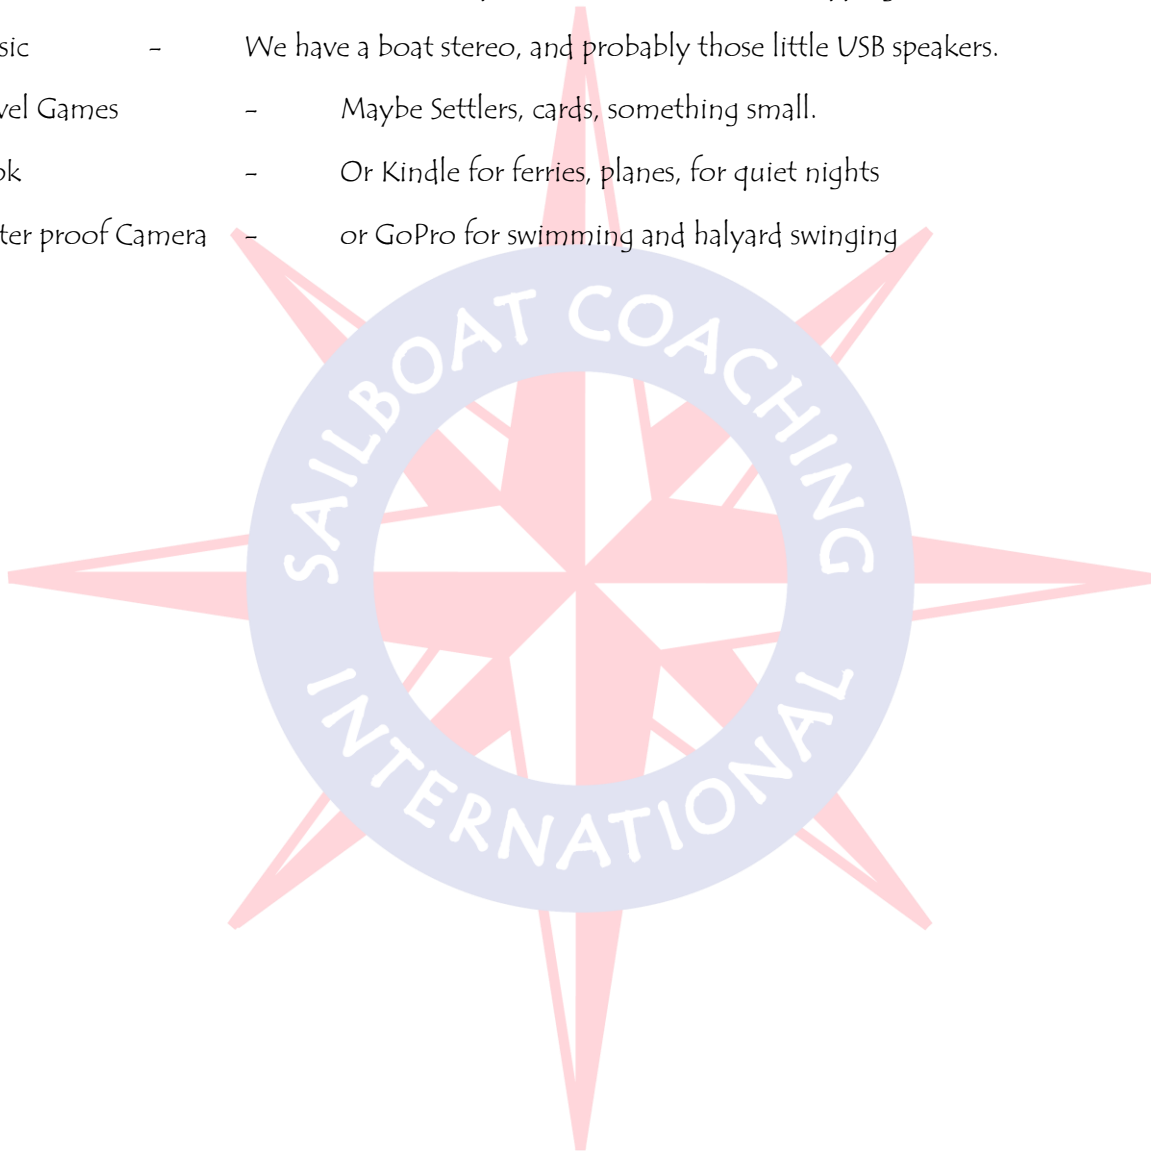 sic - We have a boat stereo, and probably those little USB speakers.
vel Games - Maybe Settlers, cards, something small.
ok - Or Kindle for ferries, planes, for quiet nights
ter proof Camera - or GoPro for swimming and halyard swinging
SAILBOAT COACHING
INTERNATIONAL